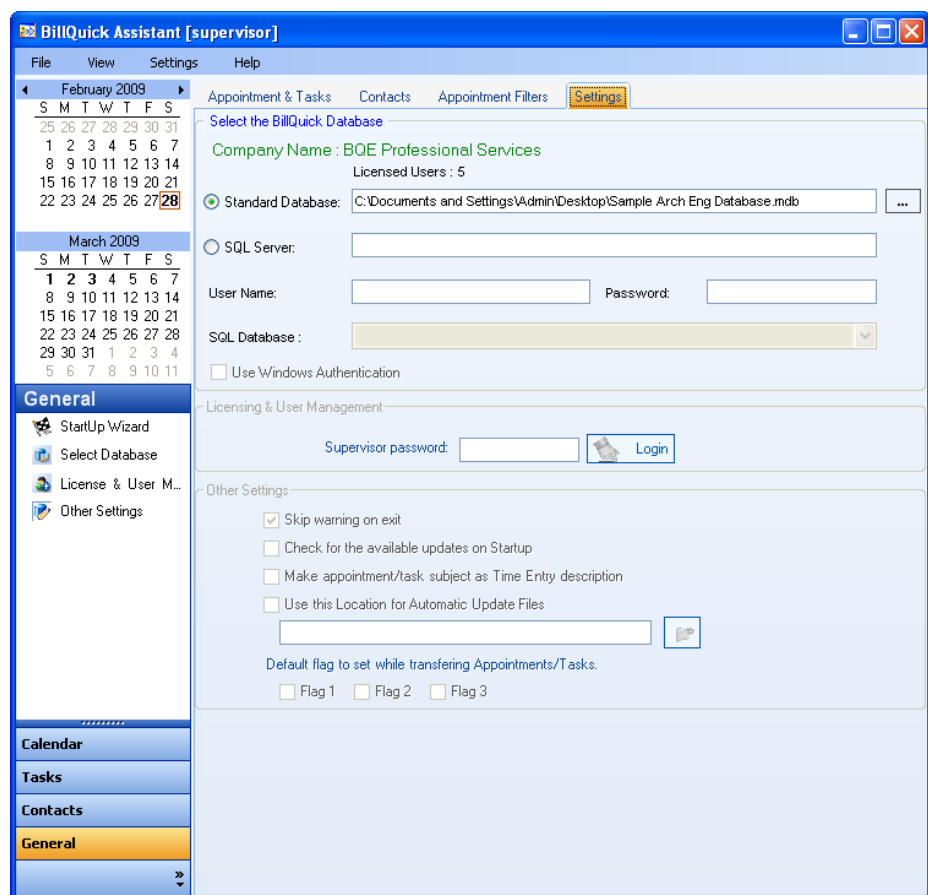 BillQuick Assistant [supervisor]
File View Settings Help
February 2009
S M T W T F S
25 26 27 28 29 30 31
1 2 3 4 5 6 7
8 9 10 11 12 13 14
15 16 17 18 19 20 21
22 23 24 25 26 27 28
March 2009
S M T W T F S
1 2 3 4 5 6 7
8 9 10 11 12 13 14
15 16 17 18 19 20 21
22 23 24 25 26 27 28
29 30 31 1 2 3 4
5 6 7 8 9 10 11
General
StartUp Wizard
Select Database
License & User M...
Other Settings
Calendar
Tasks
Contacts
General
»
Appointment & Tasks Contacts Appointment Filters Settings
Select the BillQuick Database
Company Name : BQE Professional Services
Licensed Users : 5
Standard Database: C:\Documents and Settings\Admin\Desktop\Sample Arch Eng Database.mdb ...
SQL Server:
User Name: Password:
SQL Database :
Use Windows Authentication
Licensing & User Management
Supervisor password: Login
Other Settings
Skip warning on exit
Check for the available updates on Startup
Make appointment/task subject as Time Entry description
Use this Location for Automatic Update Files
Default flag to set while transfering Appointments/Tasks.
Flag 1 Flag 2 Flag 3